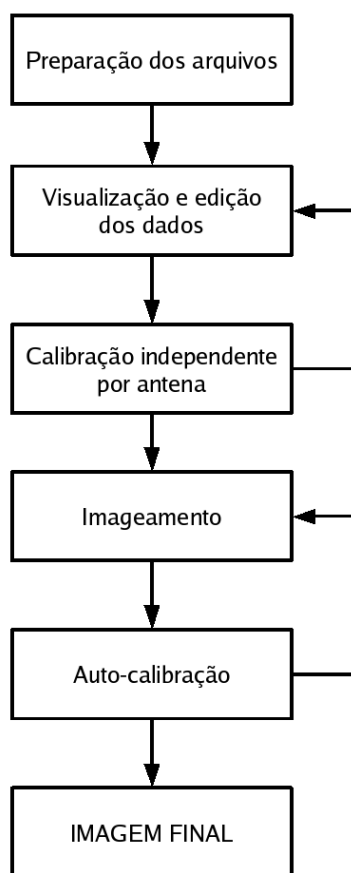 Preparação dos arquivos
Visualização e edição
dos dados
Calibração independente
por antena
Imageamento
Auto-calibração
IMAGEM FINAL